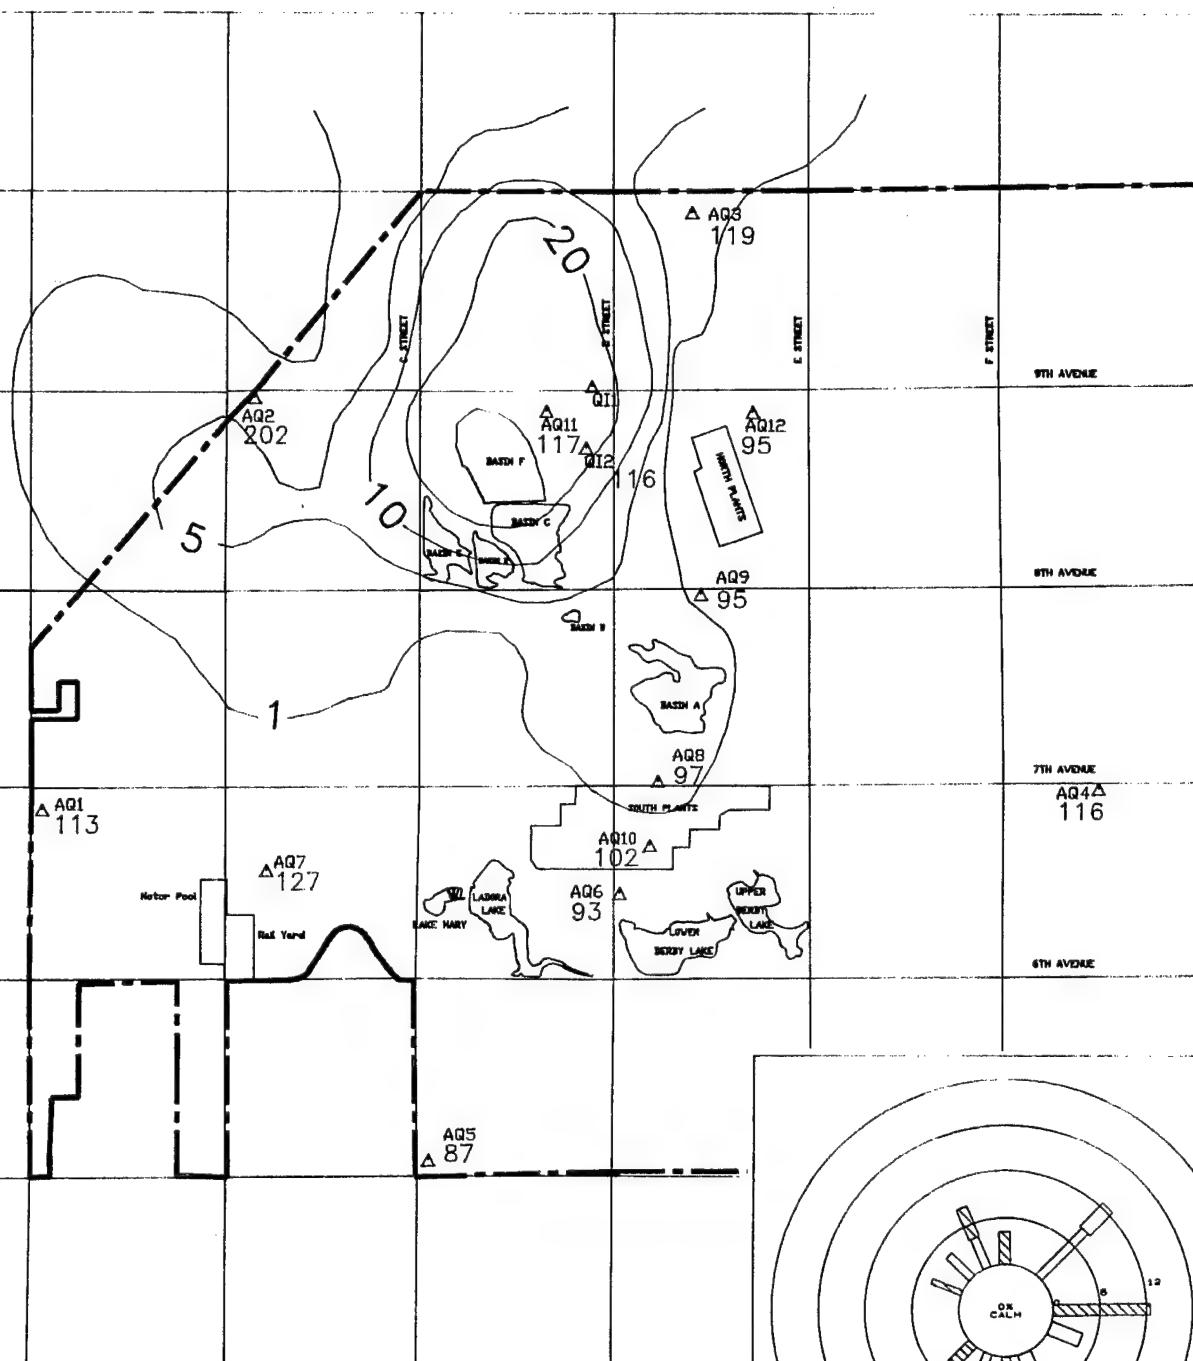 AQ3
119
20
C STREET
D STREET
E STREET
F STREET
9TH AVENUE
AQ2
202
QI1
AQ11
117
AQ12
95
QI2
BASIN F
116
NORTH PLANTS
10
5
BASIN C
8TH AVENUE
AQ9
95
BASIN A
1
AQ8
97
7TH AVENUE
AQ4
116
AQ1
113
SOUTH PLANTS
AQ10
102
AQ7
127
Motor Pool
Rail Yard
LAKE MARY
LADORA
LAKE
AQ6
93
UPPER
DERBY
LAKE
LOWER
DERBY LAKE
6TH AVENUE
AQ5
87
0%
CALM
6
12